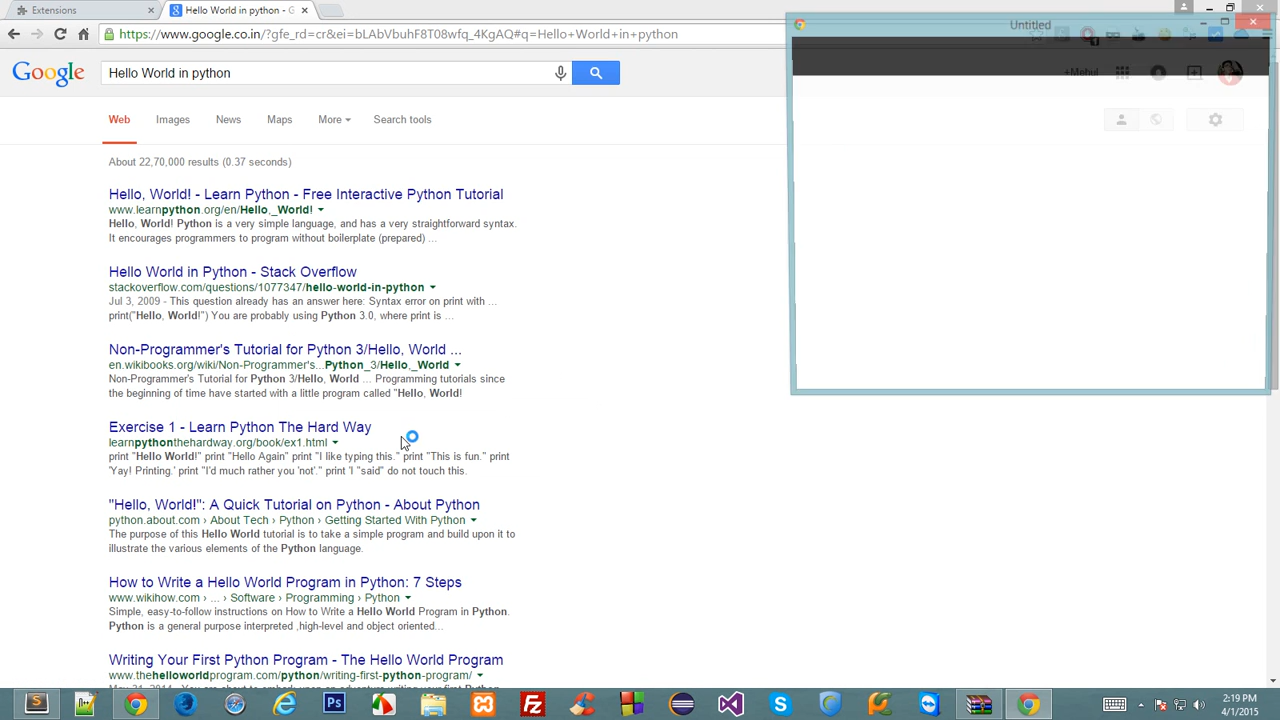 Extensions
Hello World in python - G
Untitled
https://www.google.co.in/?gfe_rd=cr&ei=bLAbVbuhF8T08wfq_4KgAQ#q=Hello+World+in+python
Google
Hello World in python
+Mehul
Web
Images
News
Maps
More
Search tools
About 22,70,000 results (0.37 seconds)
Hello, World! - Learn Python - Free Interactive Python Tutorial
www.learnpython.org/en/Hello,_World!
Hello, World! Python is a very simple language, and has a very straightforward syntax.
It encourages programmers to program without boilerplate (prepared) ...
Hello World in Python - Stack Overflow
stackoverflow.com/questions/1077347/hello-world-in-python
Jul 3, 2009 - This question already has an answer here: Syntax error on print with ...
print("Hello, World!") You are probably using Python 3.0, where print is ...
Non-Programmer's Tutorial for Python 3/Hello, World ...
en.wikibooks.org/wiki/Non-Programmer's...Python_3/Hello,_World
Non-Programmer's Tutorial for Python 3/Hello, World ... Programming tutorials since
the beginning of time have started with a little program called "Hello, World!
Exercise 1 - Learn Python The Hard Way
learnpythonthehardway.org/book/ex1.html
print "Hello World!" print "Hello Again" print "I like typing this." print "This is fun." print
'Yay! Printing.' print "I'd much rather you 'not'." print 'I "said" do not touch this.
"Hello, World!": A Quick Tutorial on Python - About Python
python.about.com › About Tech › Python › Getting Started With Python
The purpose of this Hello World tutorial is to take a simple program and build upon it to
illustrate the various elements of the Python language.
How to Write a Hello World Program in Python: 7 Steps
www.wikihow.com › ... › Software › Programming › Python
Simple, easy-to-follow instructions on How to Write a Hello World Program in Python.
Python is a general purpose interpreted ,high-level and object oriented...
Writing Your First Python Program - The Hello World Program
www.thehelloworldprogram.com/python/writing-first-python-program/
2:19 PM
4/1/2015